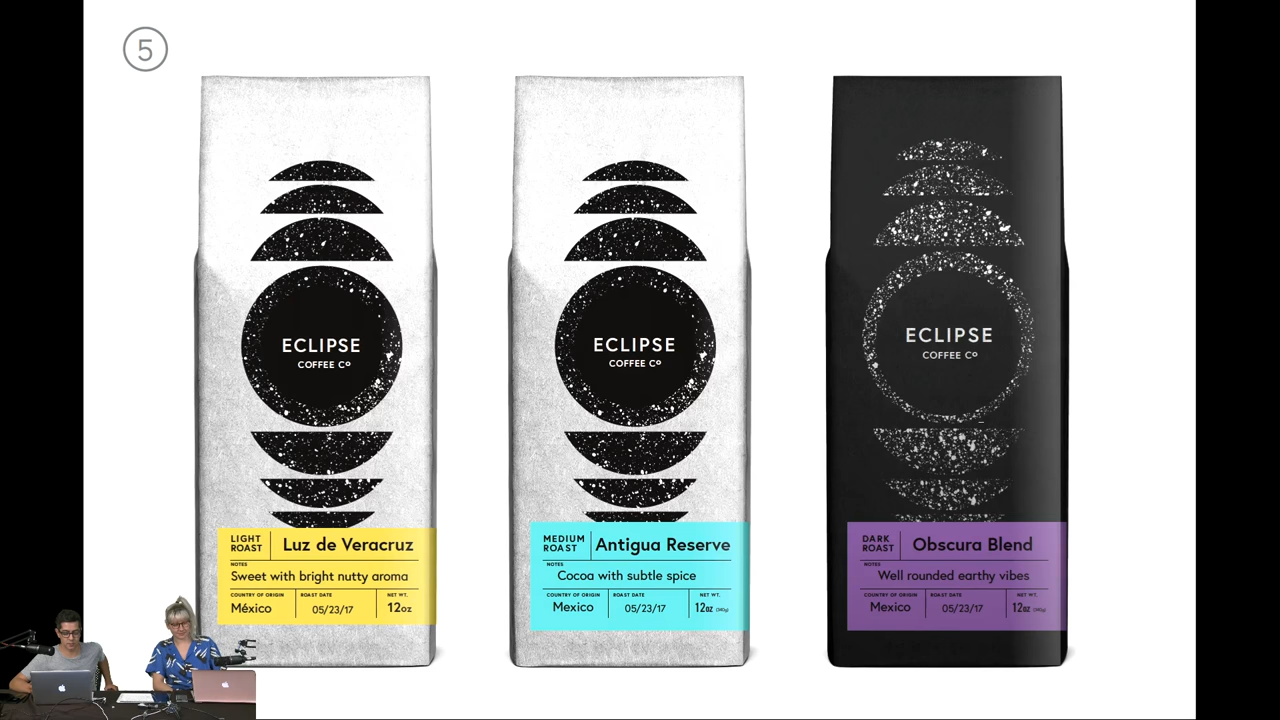 5
ECLIPSE
COFFEE Cº
LIGHT ROAST
Luz de Veracruz
NOTES
Sweet with bright nutty aroma
COUNTRY OF ORIGIN
México
ROAST DATE
05/23/17
NET WT.
12oz
ECLIPSE
COFFEE Cº
MEDIUM ROAST
Antigua Reserve
NOTES
Cocoa with subtle spice
COUNTRY OF ORIGIN
Mexico
ROAST DATE
05/23/17
NET WT.
12oz (340g)
ECLIPSE
COFFEE Cº
DARK ROAST
Obscura Blend
NOTES
Well rounded earthy vibes
COUNTRY OF ORIGIN
Mexico
ROAST DATE
05/23/17
NET WT.
12oz (340g)